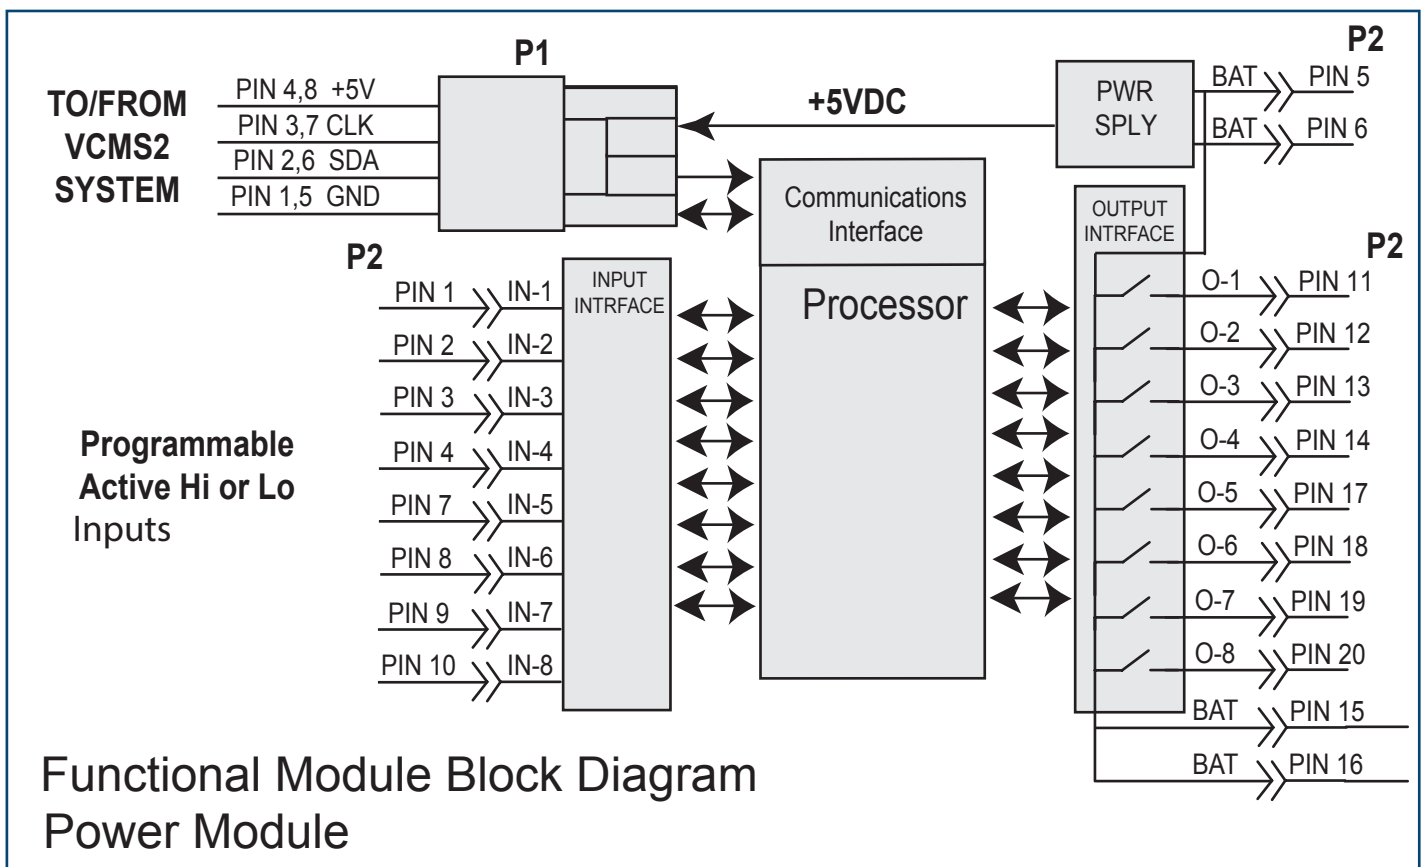 P1
P2
TO/FROM
VCMS2
SYSTEM
PIN 4,8 +5V
PIN 3,7 CLK
PIN 2,6 SDA
PIN 1,5 GND
+5VDC
PWR
SPLY
BAT PIN 5
BAT PIN 6
Communications
Interface
Processor
P2
INPUT
INTRFACE
PIN 1 IN-1
PIN 2 IN-2
PIN 3 IN-3
PIN 4 IN-4
PIN 7 IN-5
PIN 8 IN-6
PIN 9 IN-7
PIN 10 IN-8
Programmable
Active Hi or Lo
Inputs
OUTPUT
INTRFACE
P2
O-1 PIN 11
O-2 PIN 12
O-3 PIN 13
O-4 PIN 14
O-5 PIN 17
O-6 PIN 18
O-7 PIN 19
O-8 PIN 20
BAT PIN 15
BAT PIN 16
Functional Module Block Diagram
Power Module